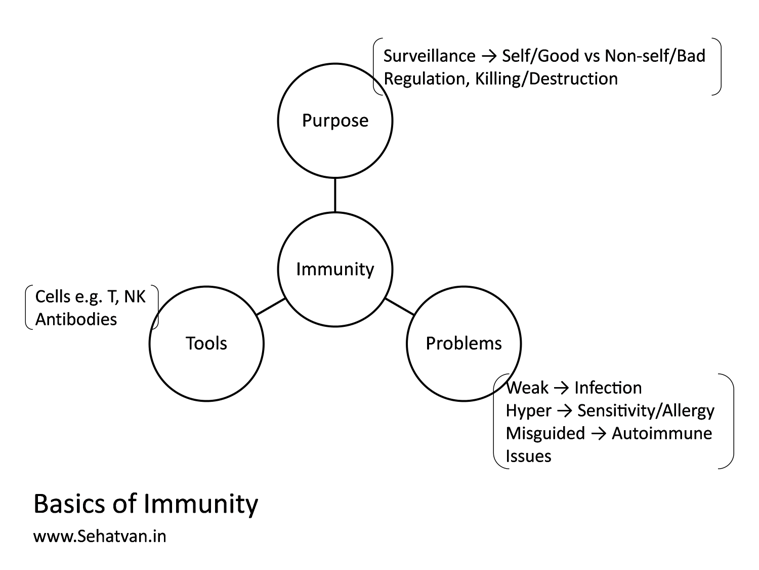 Surveillance → Self/Good vs Non-self/Bad
Regulation, Killing/Destruction
Purpose
Immunity
Cells e.g. T, NK
Antibodies
Tools
Problems
Weak → Infection
Hyper → Sensitivity/Allergy
Misguided → Autoimmune
Issues
Basics of Immunity
www.Sehatvan.in